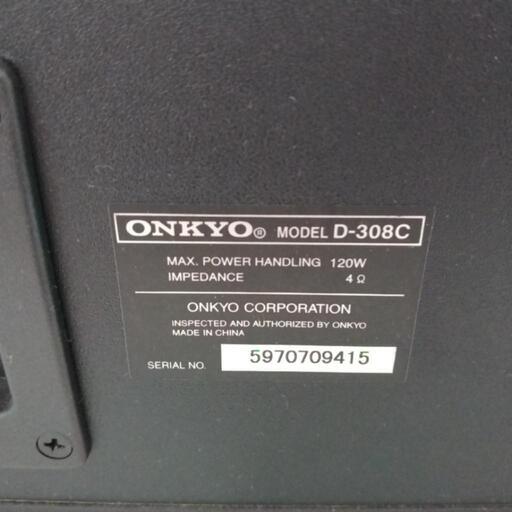 ONKYO® MODEL D-308C
MAX. POWER HANDLING 120W
IMPEDANCE 4 Ω
ONKYO CORPORATION
INSPECTED AND AUTHORIZED BY ONKYO
MADE IN CHINA
SERIAL NO. 5970709415